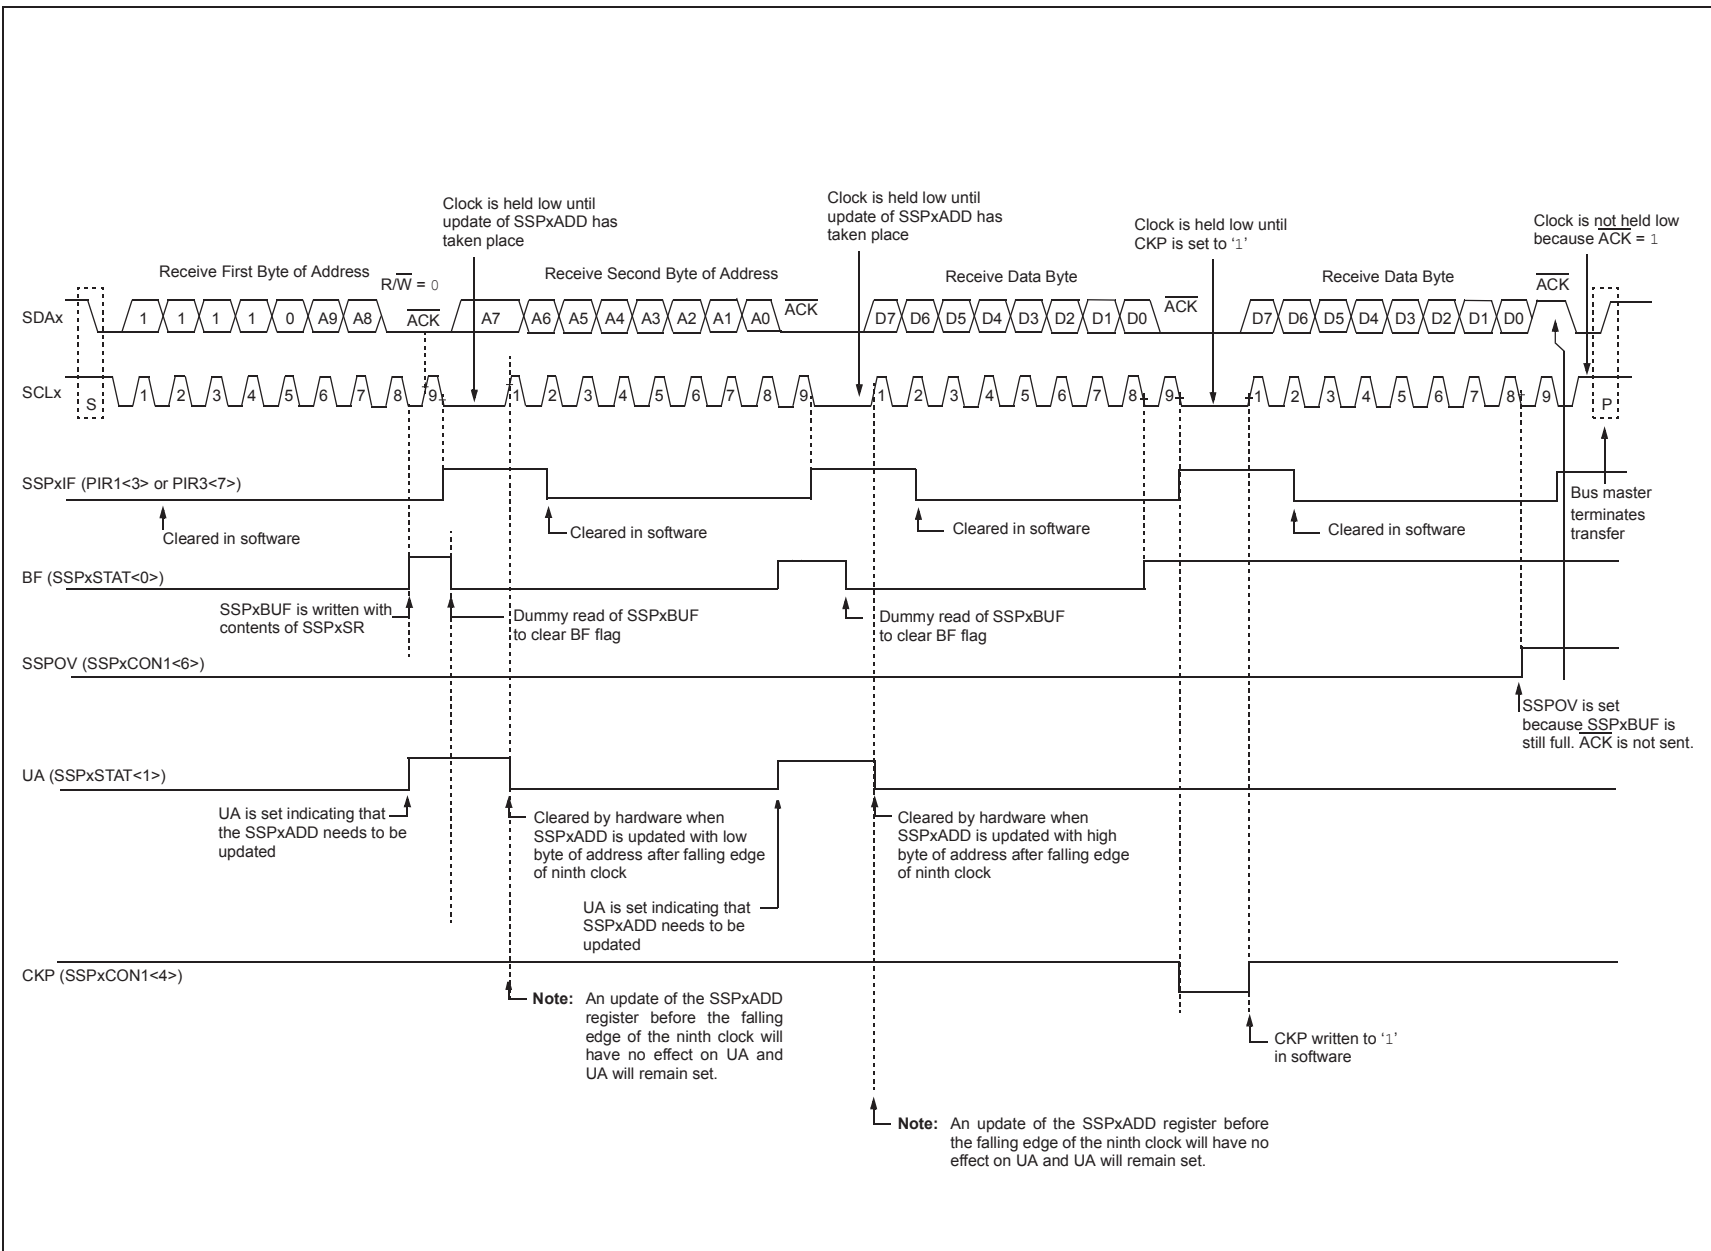 Clock is held low until
update of SSPxADD has
taken place
Clock is held low until
update of SSPxADD has
taken place
Clock is held low until
CKP is set to ‘1’
Clock is not held low
because ACK = 1
Receive First Byte of Address
R/W = 0
Receive Second Byte of Address
Receive Data Byte
Receive Data Byte
SDAx
1 1 1 1 0 A9 A8 ACK A7 A6 A5 A4 A3 A2 A1 A0 ACK D7 D6 D5 D4 D3 D2 D1 D0 ACK D7 D6 D5 D4 D3 D2 D1 D0 ACK
SCLx
S 1 2 3 4 5 6 7 8 9 1 2 3 4 5 6 7 8 9 1 2 3 4 5 6 7 8 9 1 2 3 4 5 6 7 8 9 P
SSPxIF (PIR1<3> or PIR3<7>)
Cleared in software
Cleared in software
Cleared in software
Cleared in software
Bus master
terminates
transfer
BF (SSPxSTAT<0>)
SSPxBUF is written with
contents of SSPxSR
Dummy read of SSPxBUF
to clear BF flag
Dummy read of SSPxBUF
to clear BF flag
SSPOV (SSPxCON1<6>)
SSPOV is set
because SSPxBUF is
still full. ACK is not sent.
UA (SSPxSTAT<1>)
UA is set indicating that
the SSPxADD needs to be
updated
Cleared by hardware when
SSPxADD is updated with low
byte of address after falling edge
of ninth clock
UA is set indicating that
SSPxADD needs to be
updated
Cleared by hardware when
SSPxADD is updated with high
byte of address after falling edge
of ninth clock
CKP (SSPxCON1<4>)
Note: An update of the SSPxADD
register before the falling
edge of the ninth clock will
have no effect on UA and
UA will remain set.
CKP written to ‘1’
in software
Note: An update of the SSPxADD register before
the falling edge of the ninth clock will have no
effect on UA and UA will remain set.